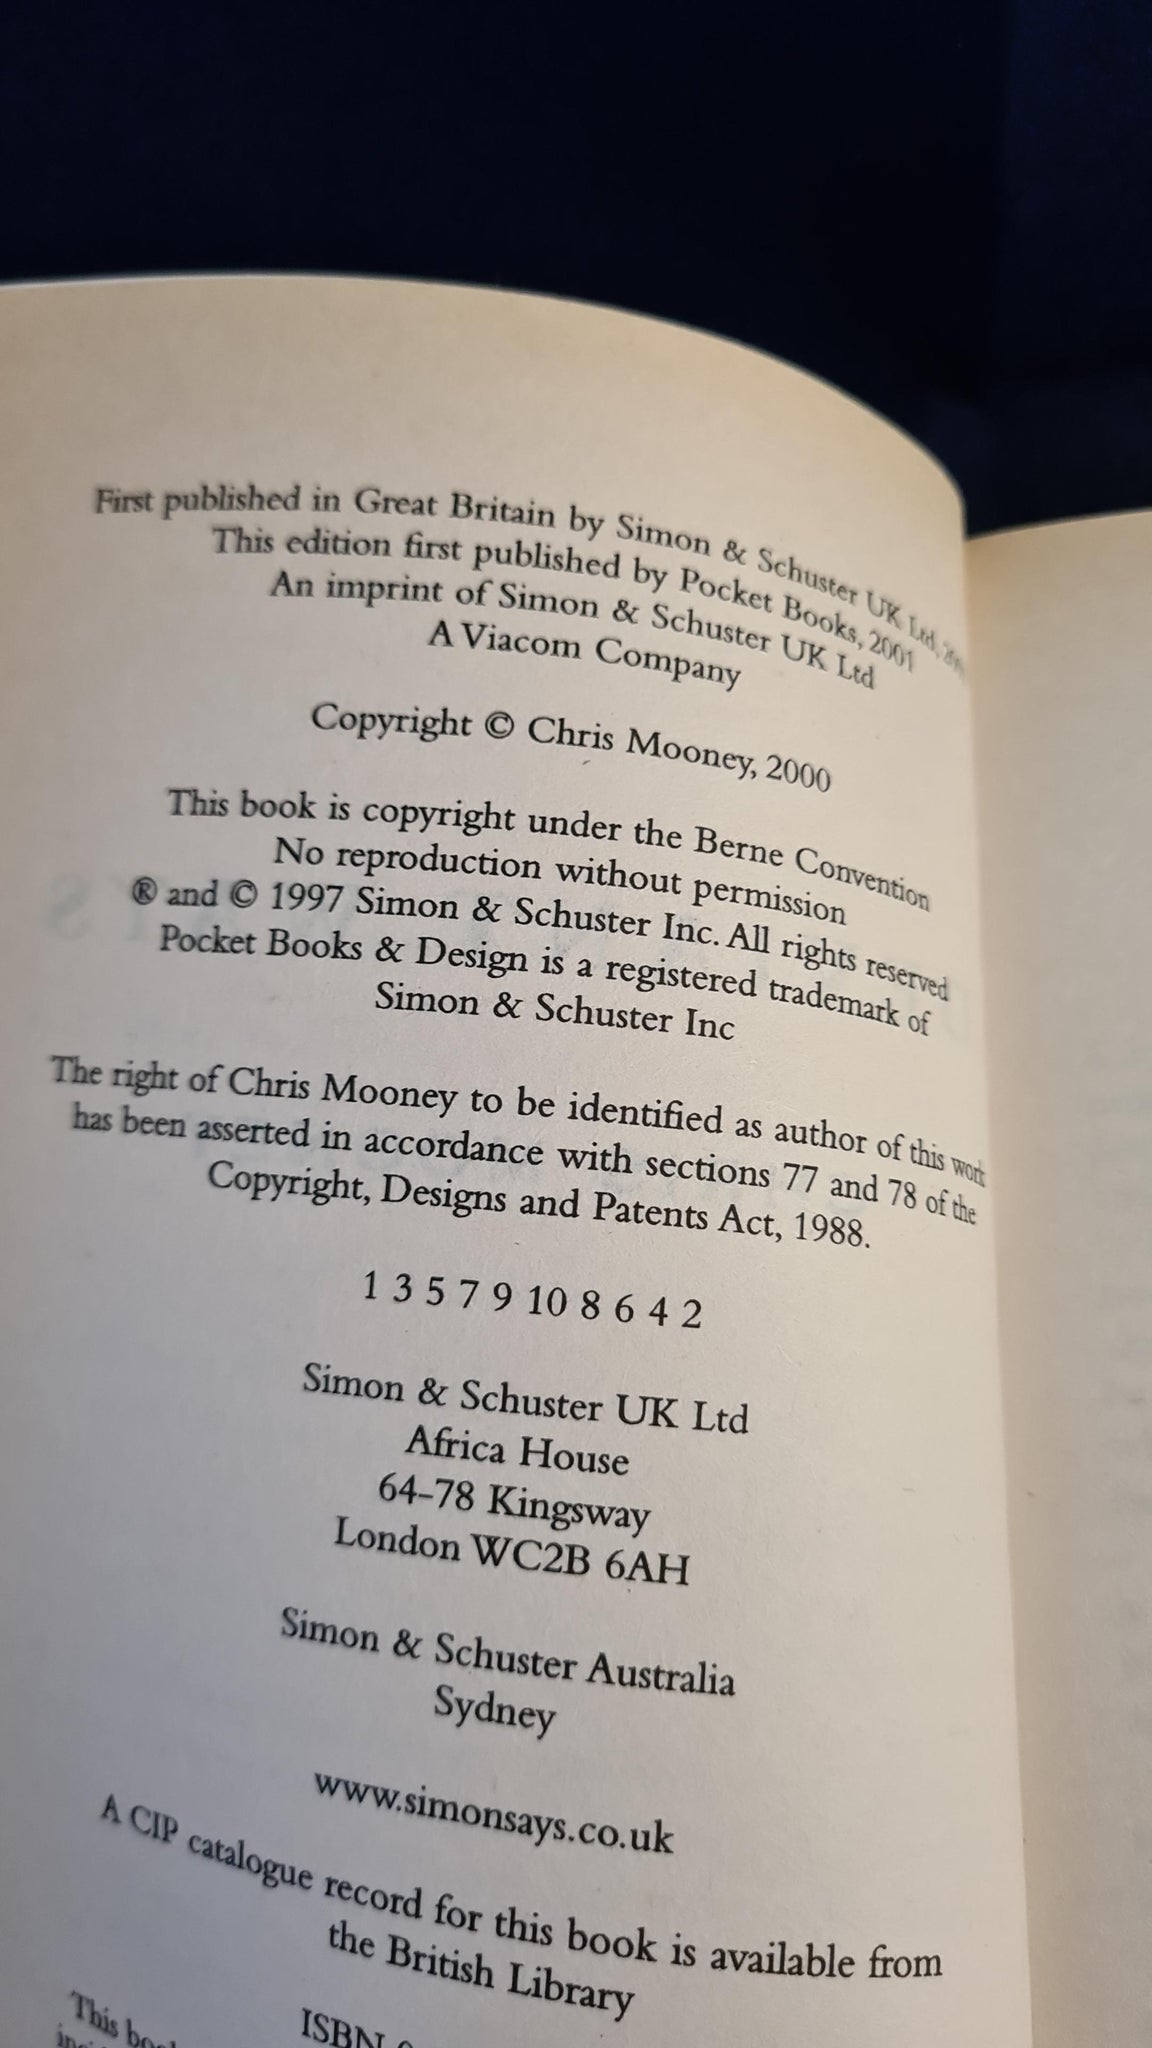 First published in Great Britain by Simon & Schuster UK Ltd,
This edition first published by Pocket Books, 2001
An imprint of Simon & Schuster UK Ltd
A Viacom Company
Copyright © Chris Mooney, 2000
This book is copyright under the Berne Convention
No reproduction without permission
® and © 1997 Simon & Schuster Inc. All rights reserved
Pocket Books & Design is a registered trademark of
Simon & Schuster Inc
The right of Chris Mooney to be identified as author of this work
has been asserted in accordance with sections 77 and 78 of the
Copyright, Designs and Patents Act, 1988.
1 3 5 7 9 10 8 6 4 2
Simon & Schuster UK Ltd
Africa House
64–78 Kingsway
London WC2B 6AH
Simon & Schuster Australia
Sydney
www.simonsays.co.uk
A CIP catalogue record for this book is available from
the British Library
ISBN
This